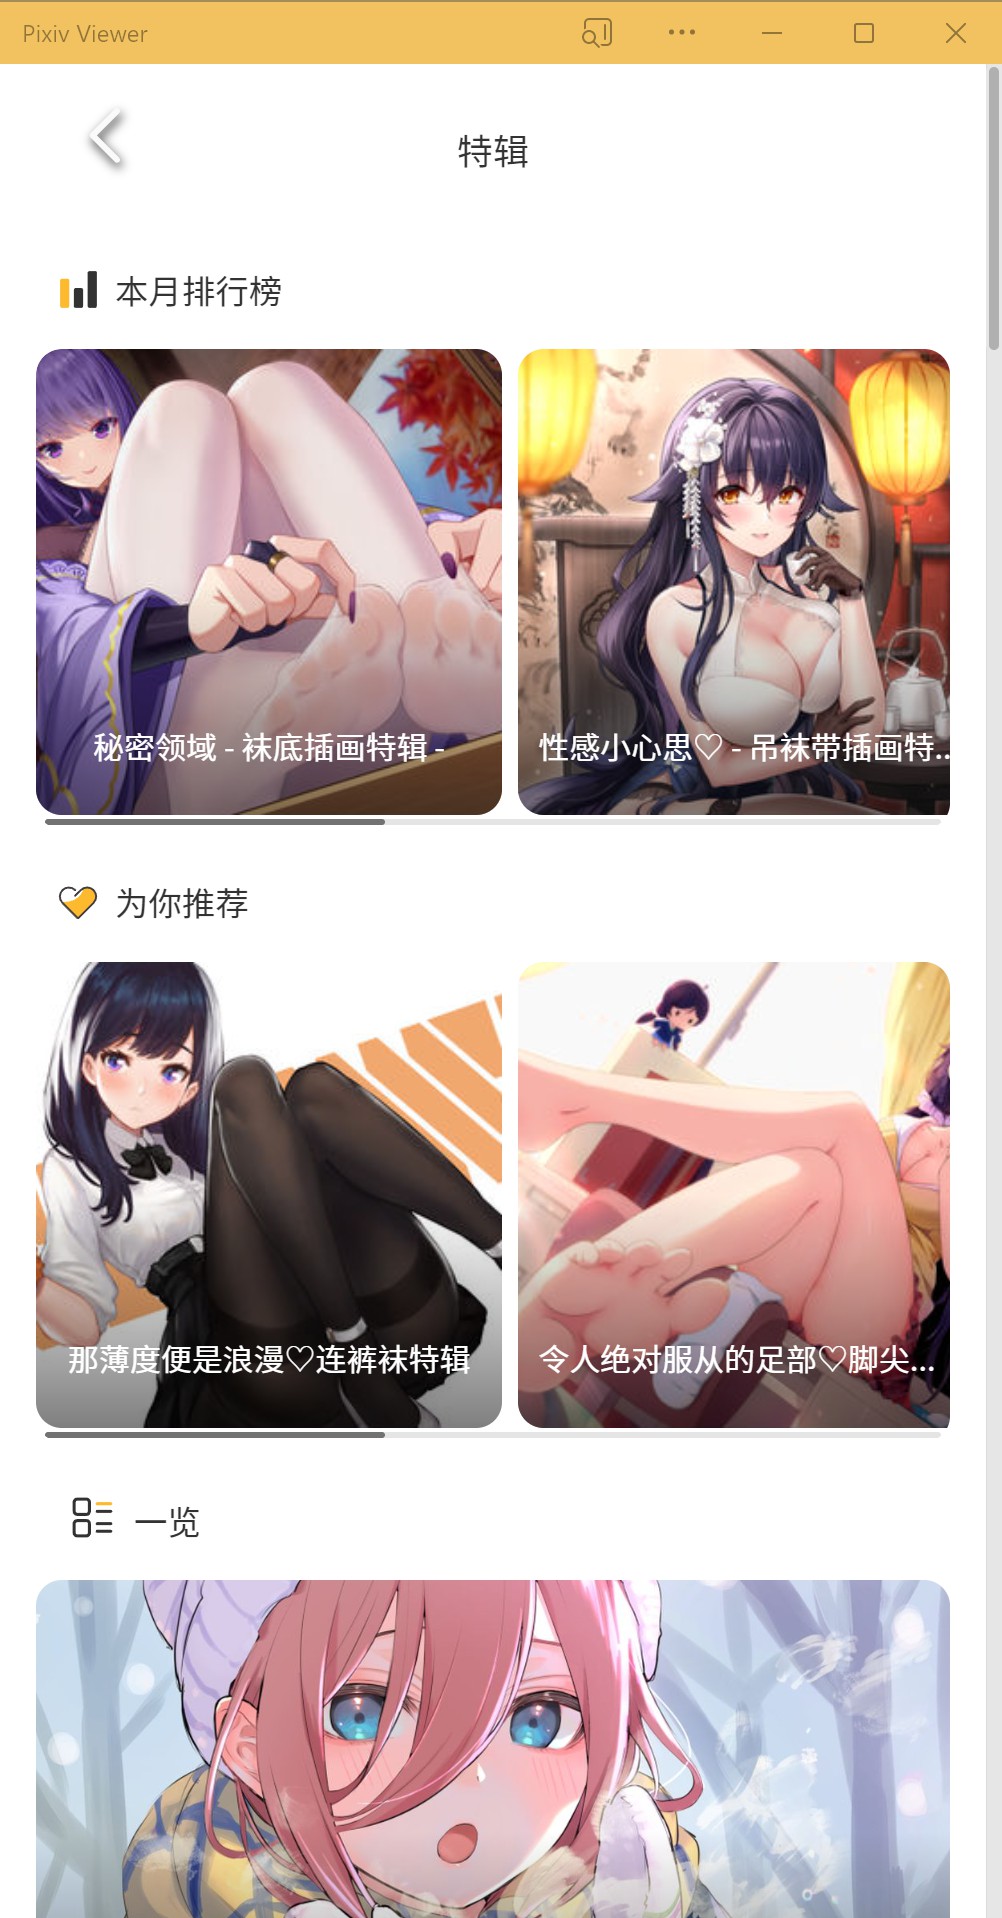 Pixiv Viewer
特辑
本月排行榜
秘密领域 - 袜底插画特辑 -
性感小心思♡ - 吊袜带插画特...
为你推荐
那薄度便是浪漫♡连裤袜特辑
令人绝对服从的足部♡脚尖...
一览